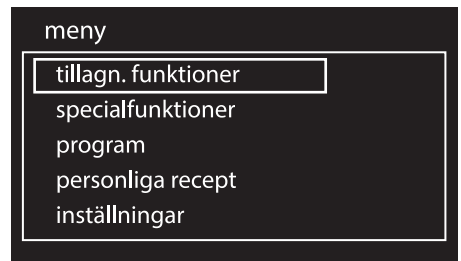 meny
tillagn. funktioner
specialfunktioner
program
personliga recept
inställningar